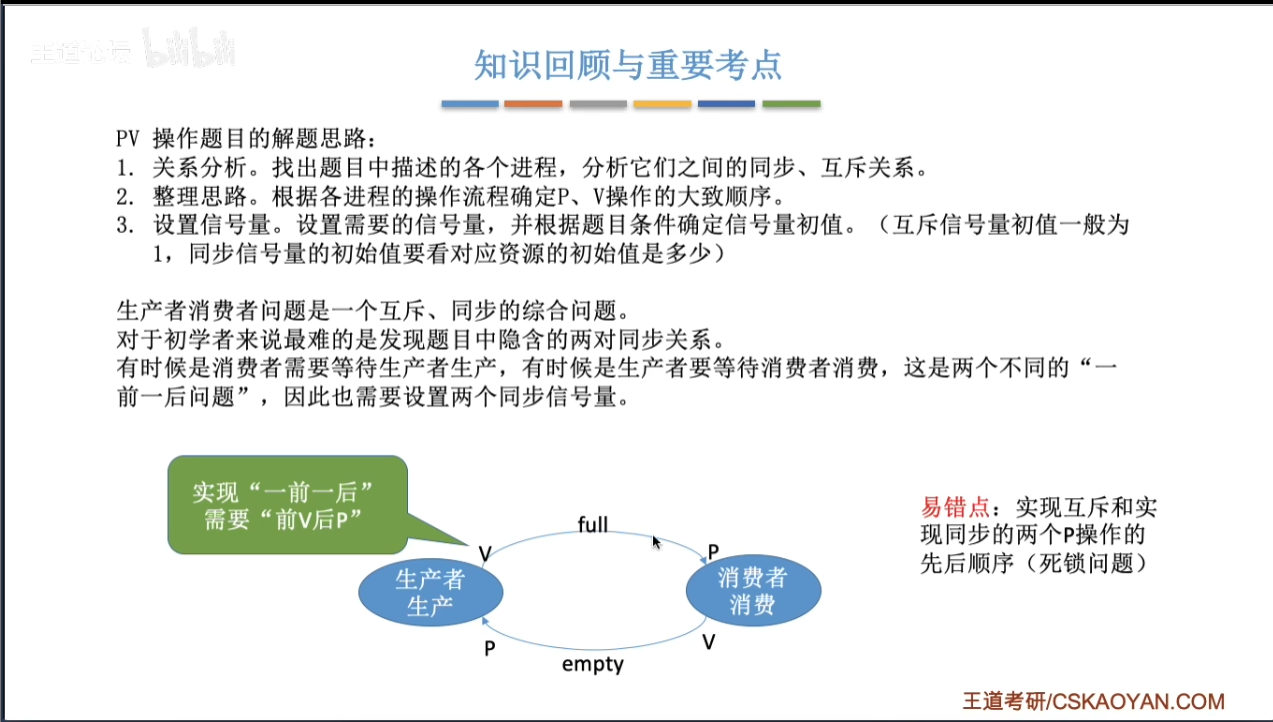 王道论坛 bilibili
知识回顾与重要考点
PV 操作题目的解题思路：
1. 关系分析。找出题目中描述的各个进程，分析它们之间的同步、互斥关系。
2. 整理思路。根据各进程的操作流程确定P、V操作的大致顺序。
3. 设置信号量。设置需要的信号量，并根据题目条件确定信号量初值。（互斥信号量初值一般为
1，同步信号量的初始值要看对应资源的初始值是多少）
生产者消费者问题是一个互斥、同步的综合问题。
对于初学者来说最难的是发现题目中隐含的两对同步关系。
有时候是消费者需要等待生产者生产，有时候是生产者要等待消费者消费，这是两个不同的“一
前一后问题”，因此也需要设置两个同步信号量。
实现“一前一后”
需要“前V后P”
full
V
P
生产者
生产
消费者
消费
P
V
empty
易错点：实现互斥和实
现同步的两个P操作的
先后顺序（死锁问题）
王道考研/CSKAOYAN.COM